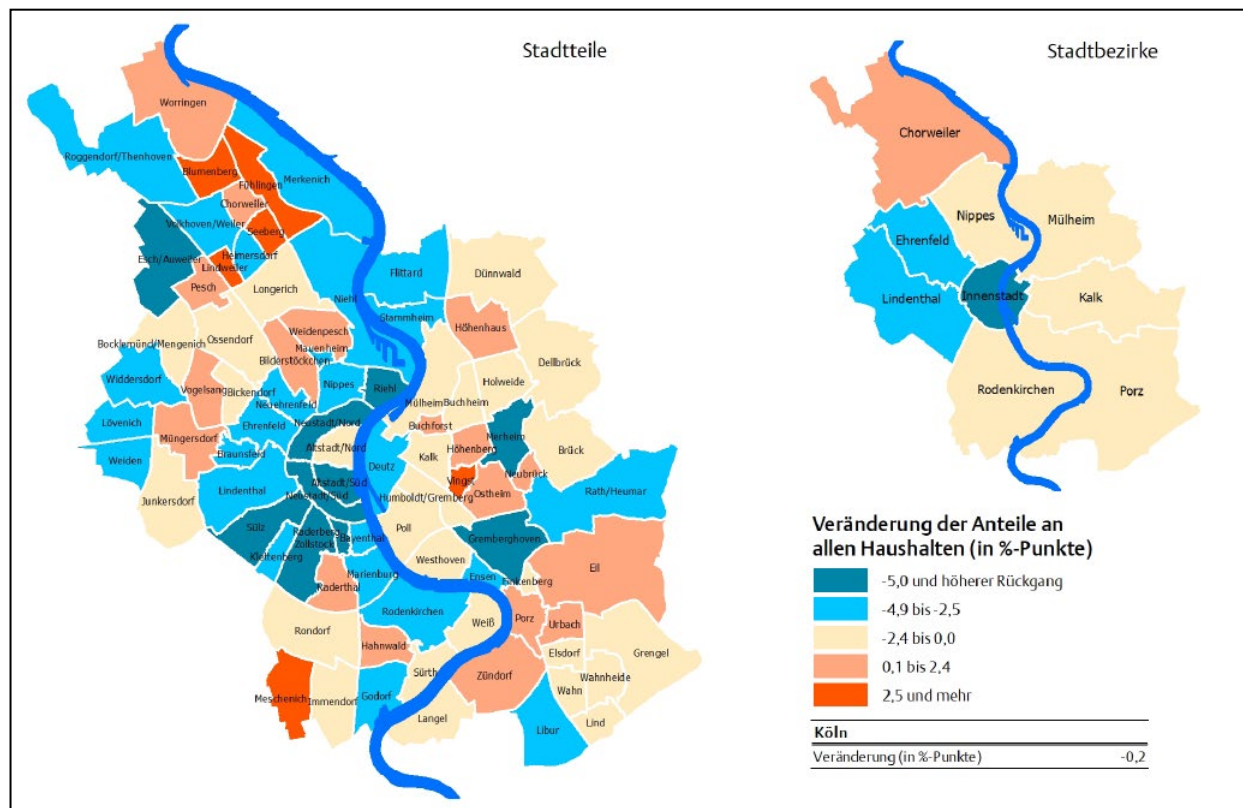 Stadtteile
Worringen
Roggendorf/Thenhoven
Blumenberg
Fühlingen
Merkenich
Chorweiler
Volkhoven/Weiler
Seeberg
Heimersdorf
Esch/Auweiler
Lindweiler
Pesch
Longerich
Niehl
Flittard
Dünnwald
Stammheim
Weidenpesch
Höhenhaus
Ossendorf
Mauenheim
Bocklemünd/Mengenich
Bilderstöckchen
Dellbrück
Widdersdorf
Vogelsang
Bickendorf
Nippes
Riehl
Holweide
Neuehrenfeld
Mülheim
Buchheim
Lövenich
Ehrenfeld
Neustadt/Nord
Buchforst
Müngersdorf
Altstadt/Nord
Höhenberg
Merheim
Weiden
Braunsfeld
Deutz
Kalk
Brück
Neubrück
Junkersdorf
Lindenthal
Altstadt/Süd
Vingst
Neustadt/Süd
Humboldt/Gremberg
Ostheim
Rath/Heumar
Sülz
Raderberg
Zollstock
Bayenthal
Poll
Gremberghoven
Klettenberg
Westhoven
Marienburg
Ensen
Finkenberg
Eil
Raderthal
Rodenkirchen
Rondorf
Weiß
Porz
Urbach
Hahnwald
Elsdorf
Grengel
Sürth
Zündorf
Wahnheide
Meschenich
Immendorf
Godorf
Wahn
Langel
Libur
Lind
Stadtbezirke
Chorweiler
Nippes
Mülheim
Ehrenfeld
Lindenthal
Innenstadt
Kalk
Rodenkirchen
Porz
Veränderung der Anteile an
allen Haushalten (in %-Punkte)
-5,0 und höherer Rückgang
-4,9 bis -2,5
-2,4 bis 0,0
0,1 bis 2,4
2,5 und mehr
Köln
Veränderung (in %-Punkte) -0,2